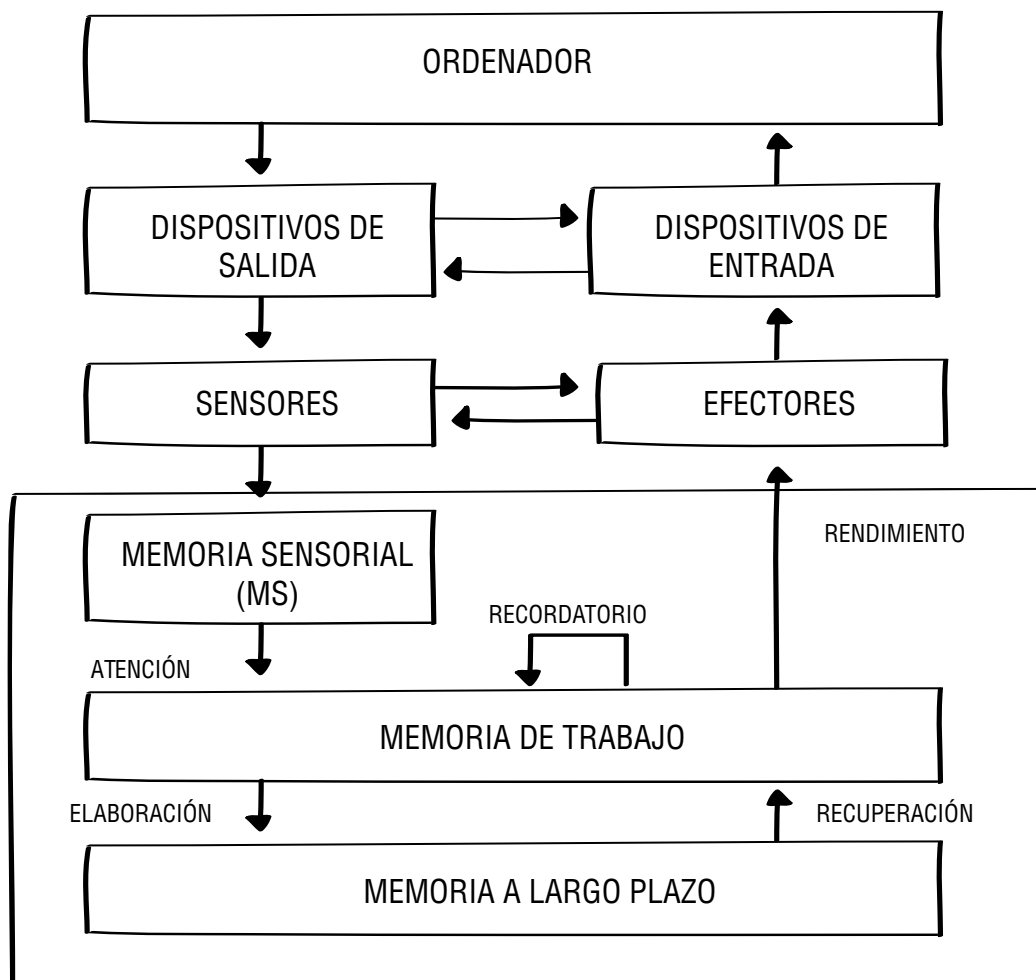 ORDENADOR
DISPOSITIVOS DE
SALIDA
DISPOSITIVOS DE
ENTRADA
SENSORES
EFECTORES
MEMORIA SENSORIAL
(MS)
RENDIMIENTO
RECORDATORIO
ATENCIÓN
MEMORIA DE TRABAJO
ELABORACIÓN
RECUPERACIÓN
MEMORIA A LARGO PLAZO